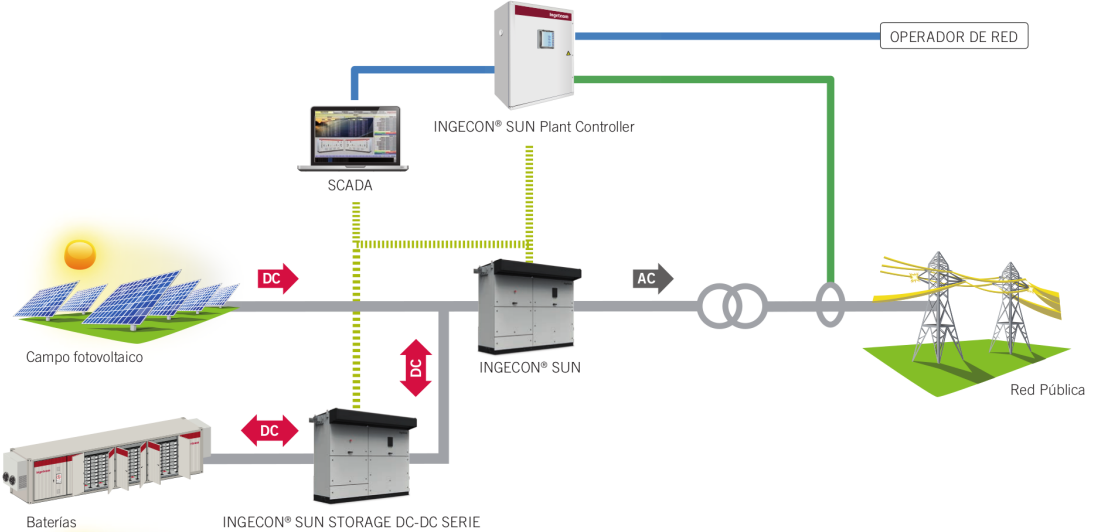 OPERADOR DE RED
INGECON® SUN Plant Controller
SCADA
DC
AC
Campo fotovoltaico
INGECON® SUN
DC
Red Pública
DC
Baterías
INGECON® SUN STORAGE DC-DC SERIE